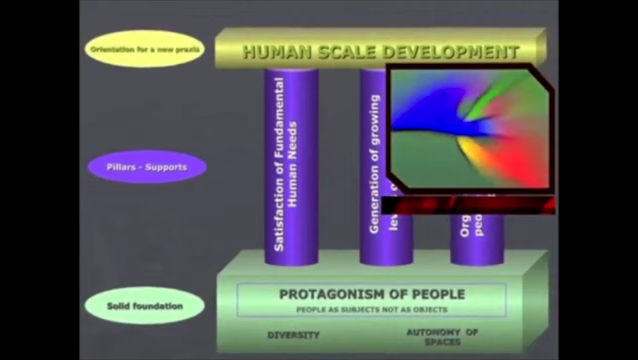 Orientation for a new praxis
HUMAN SCALE DEVELOPMENT
Pillars - Supports
Satisfaction of Fundamental
Human Needs
Generation of growing
Solid foundation
PROTAGONISM OF PEOPLE
PEOPLE AS SUBJECTS NOT AS OBJECTS
DIVERSITY
AUTONOMY OF
SPACES